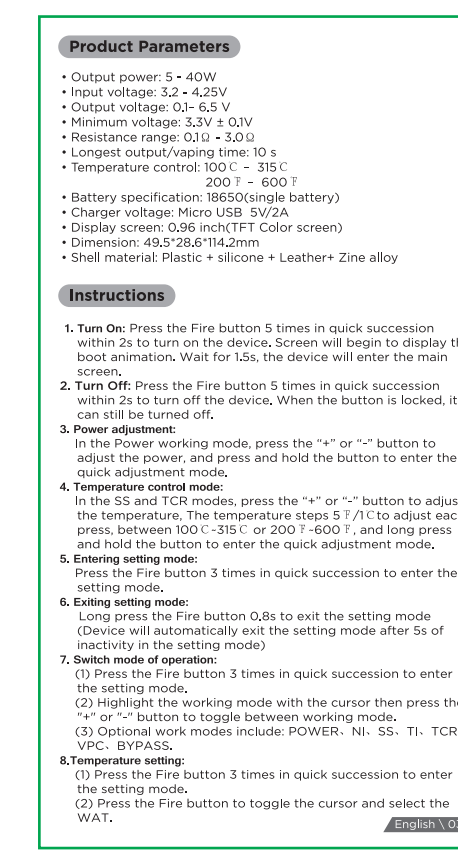 Product Parameters
• Output power: 5 - 40W
• Input voltage: 3.2 - 4.25V
• Output voltage: 0.1– 6.5 V
• Minimum voltage: 3.3V ± 0.1V
• Resistance range: 0.1Ω - 3.0Ω
• Longest output/vaping time: 10 s
• Temperature control: 100℃ – 315℃
200℉ – 600℉
• Battery specification: 18650(single battery)
• Charger voltage: Micro USB 5V/2A
• Display screen: 0.96 inch(TFT Color screen)
• Dimension: 49.5*28.6*114.2mm
• Shell material: Plastic + silicone + Leather+ Zine alloy
Instructions
1. Turn On: Press the Fire button 5 times in quick succession
within 2s to turn on the device. Screen will begin to display th
boot animation. Wait for 1.5s, the device will enter the main
screen.
2. Turn Off: Press the Fire button 5 times in quick succession
within 2s to turn off the device. When the button is locked, it
can still be turned off.
3. Power adjustment:
In the Power working mode, press the “+” or “-” button to
adjust the power, and press and hold the button to enter the
quick adjustment mode.
4. Temperature control mode:
In the SS and TCR modes, press the “+” or “-” button to adjus
the temperature, The temperature steps 5℉/1℃ to adjust eac
press, between 100℃~315℃ or 200℉~600℉, and long press
and hold the button to enter the quick adjustment mode.
5. Entering setting mode:
Press the Fire button 3 times in quick succession to enter the
setting mode.
6. Exiting setting mode:
Long press the Fire button 0.8s to exit the setting mode
(Device will automatically exit the setting mode after 5s of
inactivity in the setting mode)
7. Switch mode of operation:
(1) Press the Fire button 3 times in quick succession to enter
the setting mode.
(2) Highlight the working mode with the cursor then press the
"+" or "-" button to toggle between working mode.
(3) Optional work modes include: POWER、NI、SS、TI、TCR
VPC、BYPASS.
8.Temperature setting:
(1) Press the Fire button 3 times in quick succession to enter
the setting mode.
(2) Press the Fire button to toggle the cursor and select the
WAT.
English \ 03